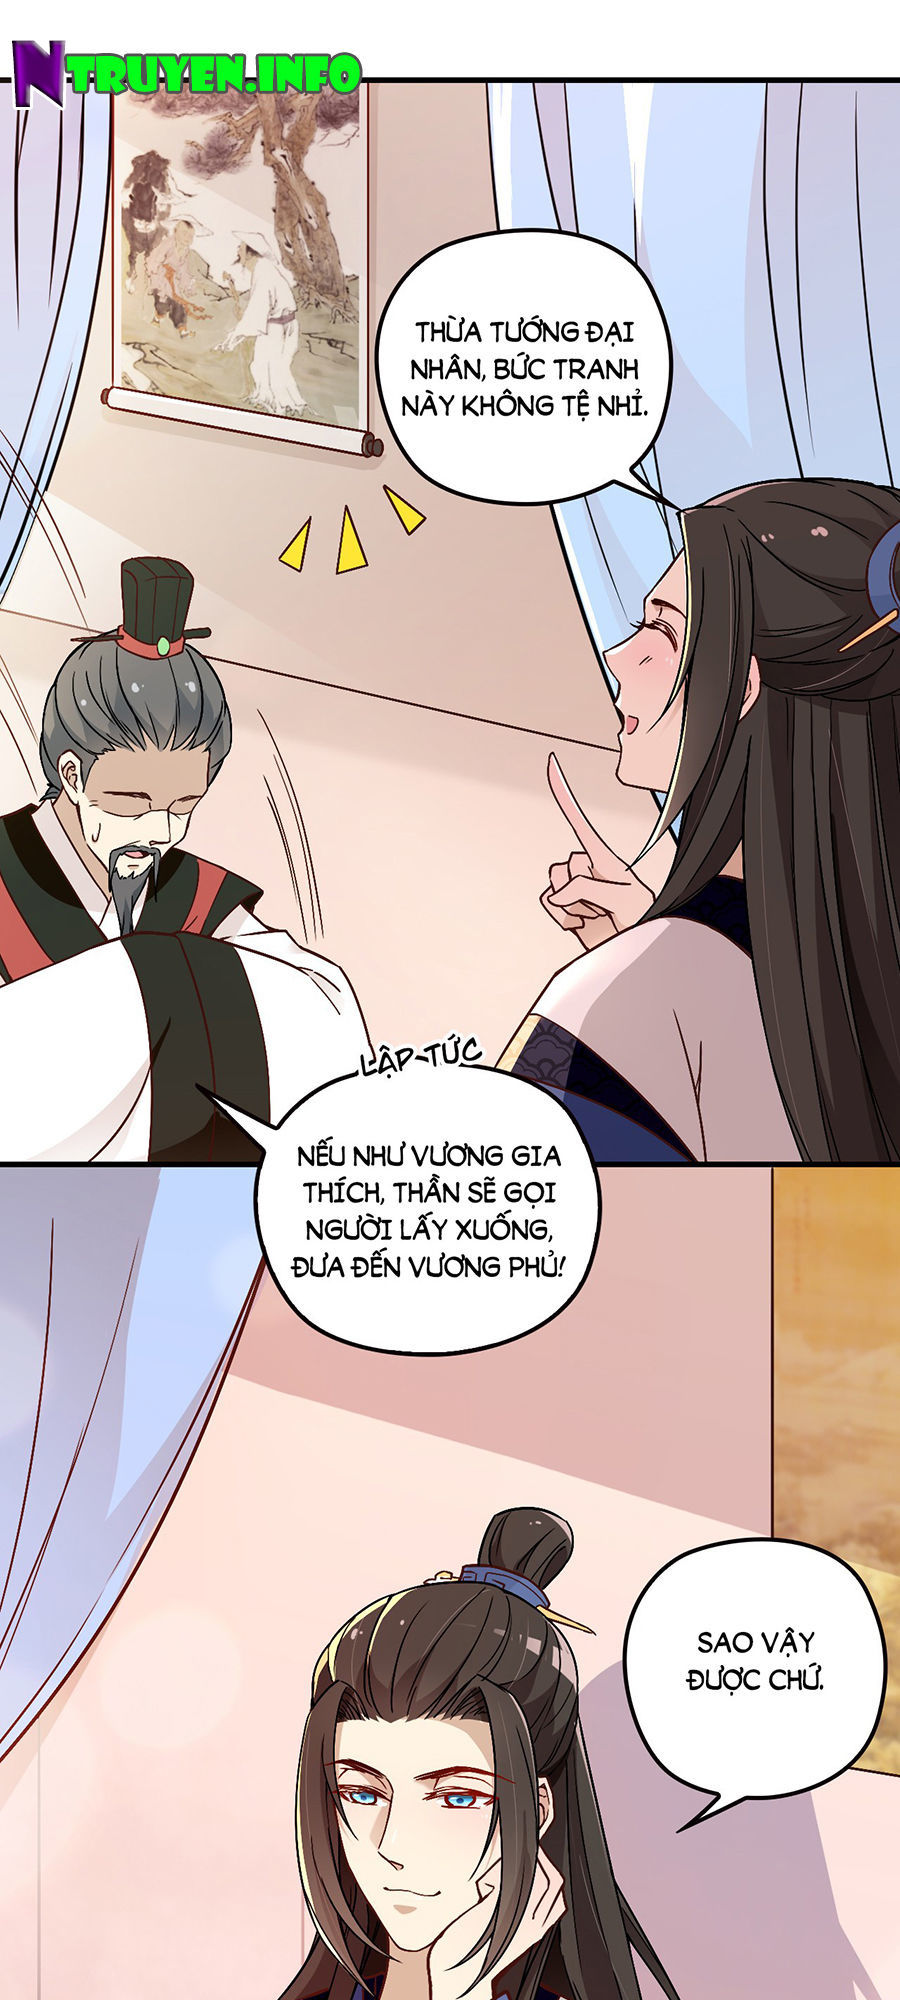 NTRUYEN.INFO
THỪA TƯỚNG ĐẠI
NHÂN, BỨC TRANH
NÀY KHÔNG TỆ NHỈ.
LẬP TỨC
NẾU NHƯ VƯƠNG GIA
THÍCH, THẦN SẼ GỌI
NGƯỜI LẤY XUỐNG,
ĐƯA ĐẾN VƯƠNG PHỦ!
SAO VẬY
ĐƯỢC CHỨ.